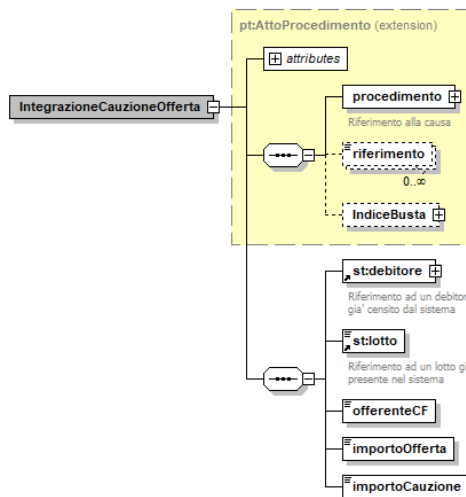 pt:AttoProcedimento (extension)
attributes
IntegrazioneCauzioneOfferta
procedimento
Riferimento alla causa
riferimento
0..∞
IndiceBusta
st:debitore
Riferimento ad un debitor
gia' censito dal sistema
st:lotto
Riferimento ad un lotto gi
presente nel sistema
offerenteCF
importoOfferta
importoCauzione